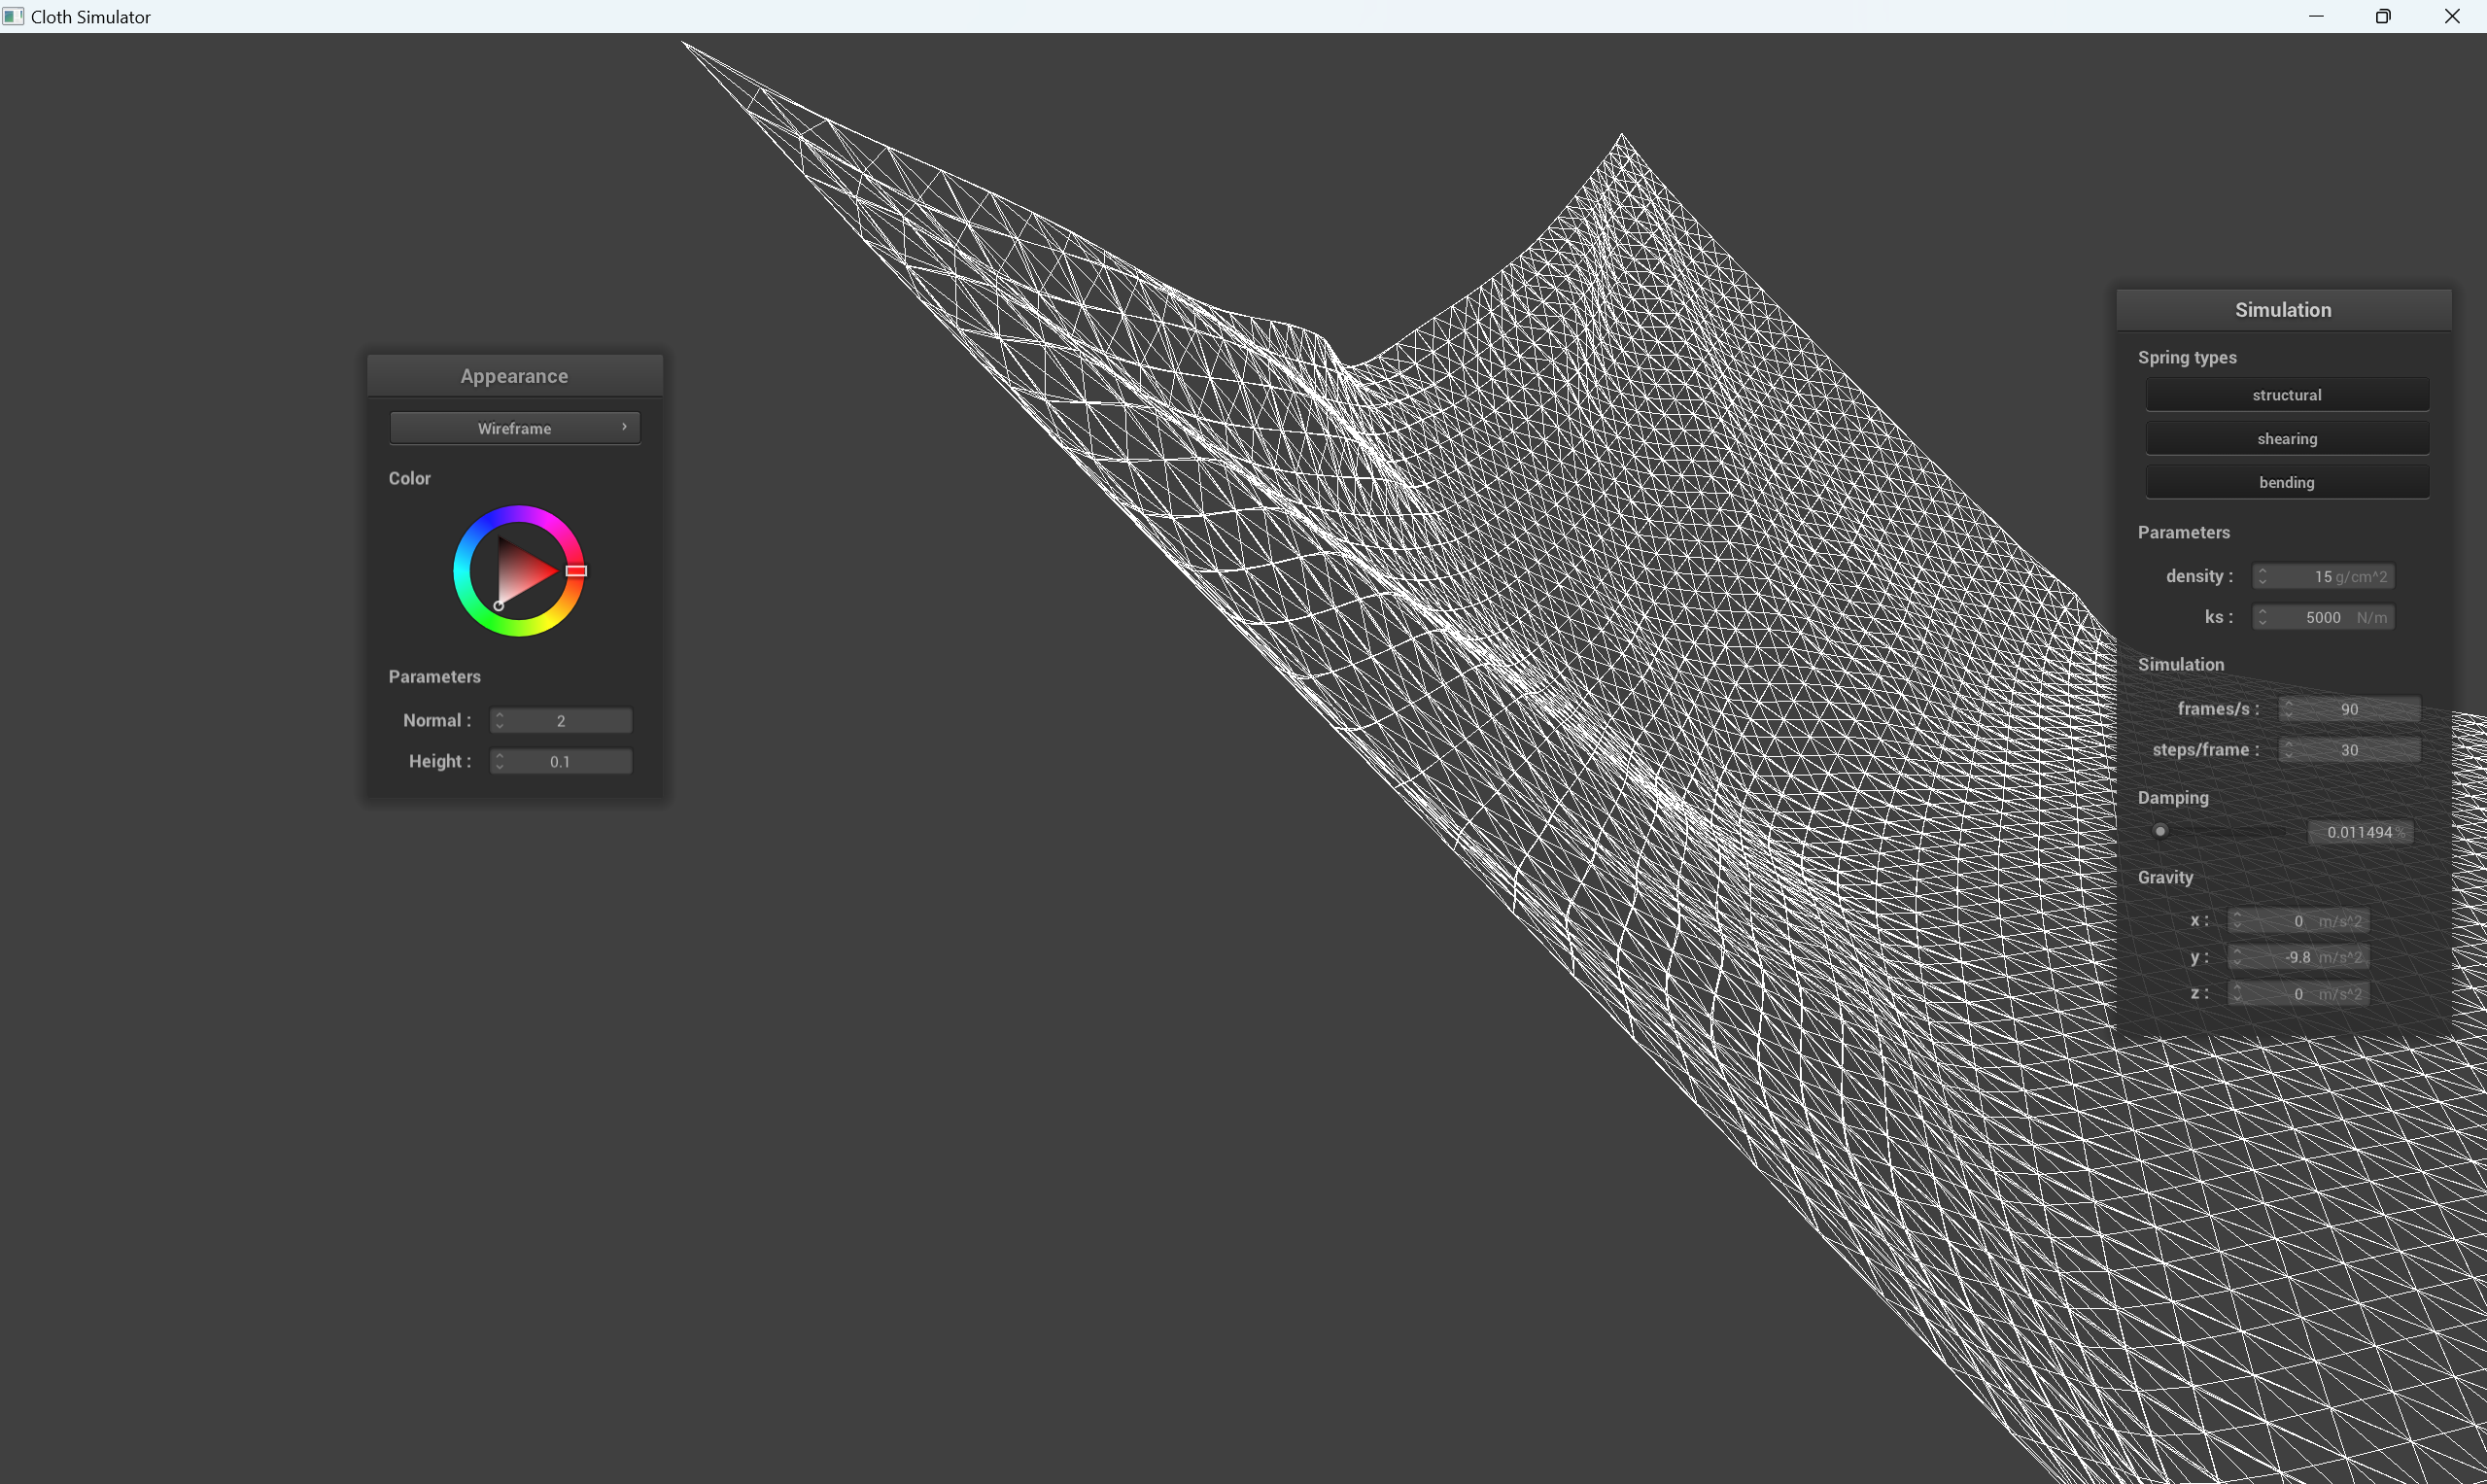 Cloth Simulator
Appearance
Wireframe
Color
Parameters
Normal : 2
Height : 0.1
Simulation
Spring types
structural
shearing
bending
Parameters
density : 15 g/cm^2
ks : 5000 N/m
Simulation
frames/s : 90
steps/frame : 30
Damping
0.011494 %
Gravity
x : 0 m/s^2
y : -9.8 m/s^2
z : 0 m/s^2